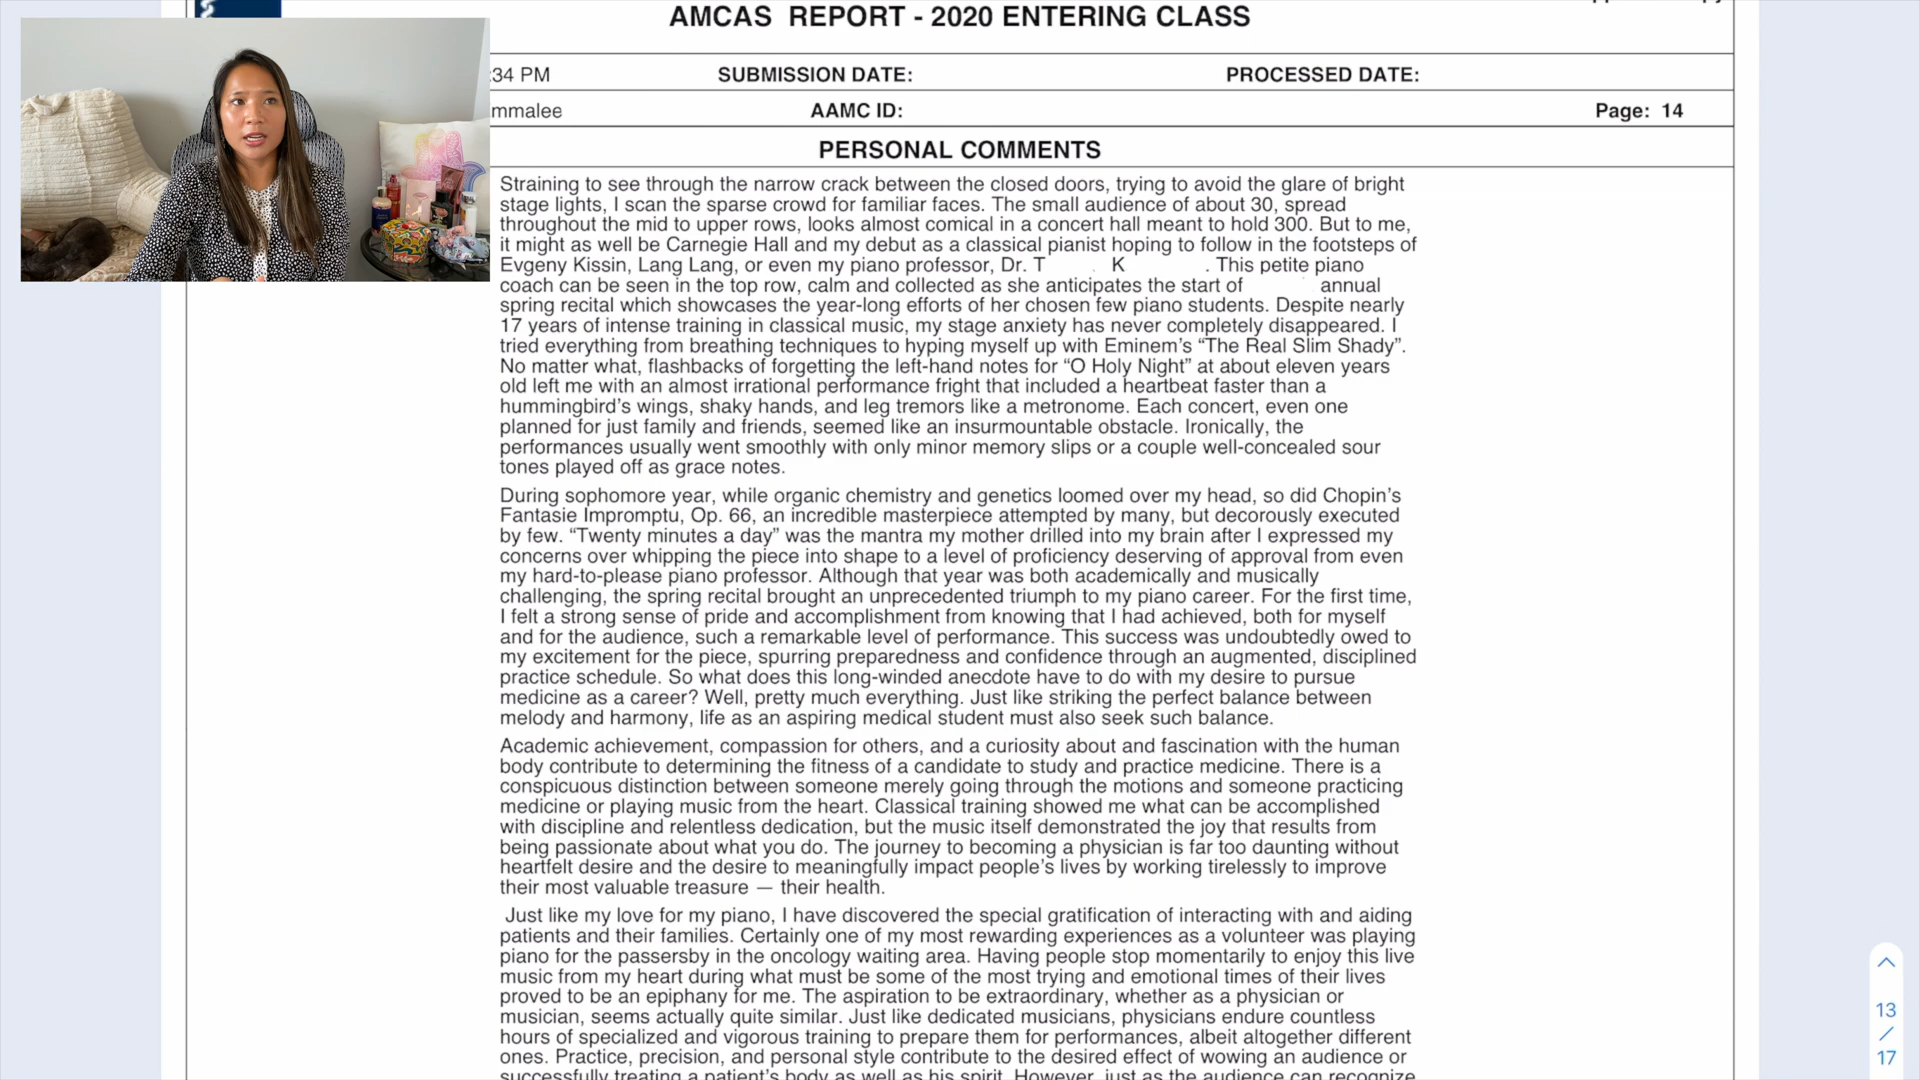 AMCAS REPORT - 2020 ENTERING CLASS
:34 PM
SUBMISSION DATE:
PROCESSED DATE:
mmalee
AAMC ID:
Page: 14
PERSONAL COMMENTS
Straining to see through the narrow crack between the closed doors, trying to avoid the glare of bright
stage lights, I scan the sparse crowd for familiar faces. The small audience of about 30, spread
throughout the mid to upper rows, looks almost comical in a concert hall meant to hold 300. But to me,
it might as well be Carnegie Hall and my debut as a classical pianist hoping to follow in the footsteps of
Evgeny Kissin, Lang Lang, or even my piano professor, Dr. T K . This petite piano
coach can be seen in the top row, calm and collected as she anticipates the start of annual
spring recital which showcases the year-long efforts of her chosen few piano students. Despite nearly
17 years of intense training in classical music, my stage anxiety has never completely disappeared. I
tried everything from breathing techniques to hyping myself up with Eminem's “The Real Slim Shady”.
No matter what, flashbacks of forgetting the left-hand notes for “O Holy Night” at about eleven years
old left me with an almost irrational performance fright that included a heartbeat faster than a
hummingbird's wings, shaky hands, and leg tremors like a metronome. Each concert, even one
planned for just family and friends, seemed like an insurmountable obstacle. Ironically, the
performances usually went smoothly with only minor memory slips or a couple well-concealed sour
tones played off as grace notes.
During sophomore year, while organic chemistry and genetics loomed over my head, so did Chopin's
Fantasie Impromptu, Op. 66, an incredible masterpiece attempted by many, but decorously executed
by few. “Twenty minutes a day” was the mantra my mother drilled into my brain after I expressed my
concerns over whipping the piece into shape to a level of proficiency deserving of approval from even
my hard-to-please piano professor. Although that year was both academically and musically
challenging, the spring recital brought an unprecedented triumph to my piano career. For the first time,
I felt a strong sense of pride and accomplishment from knowing that I had achieved, both for myself
and for the audience, such a remarkable level of performance. This success was undoubtedly owed to
my excitement for the piece, spurring preparedness and confidence through an augmented, disciplined
practice schedule. So what does this long-winded anecdote have to do with my desire to pursue
medicine as a career? Well, pretty much everything. Just like striking the perfect balance between
melody and harmony, life as an aspiring medical student must also seek such balance.
Academic achievement, compassion for others, and a curiosity about and fascination with the human
body contribute to determining the fitness of a candidate to study and practice medicine. There is a
conspicuous distinction between someone merely going through the motions and someone practicing
medicine or playing music from the heart. Classical training showed me what can be accomplished
with discipline and relentless dedication, but the music itself demonstrated the joy that results from
being passionate about what you do. The journey to becoming a physician is far too daunting without
heartfelt desire and the desire to meaningfully impact people's lives by working tirelessly to improve
their most valuable treasure — their health.
Just like my love for my piano, I have discovered the special gratification of interacting with and aiding
patients and their families. Certainly one of my most rewarding experiences as a volunteer was playing
piano for the passersby in the oncology waiting area. Having people stop momentarily to enjoy this live
music from my heart during what must be some of the most trying and emotional times of their lives
proved to be an epiphany for me. The aspiration to be extraordinary, whether as a physician or
musician, seems actually quite similar. Just like dedicated musicians, physicians endure countless
hours of specialized and vigorous training to prepare them for performances, albeit altogether different
ones. Practice, precision, and personal style contribute to the desired effect of wowing an audience or
successfully treating a patient's body as well as his spirit. However, just as the audience can recognize
13
/
17